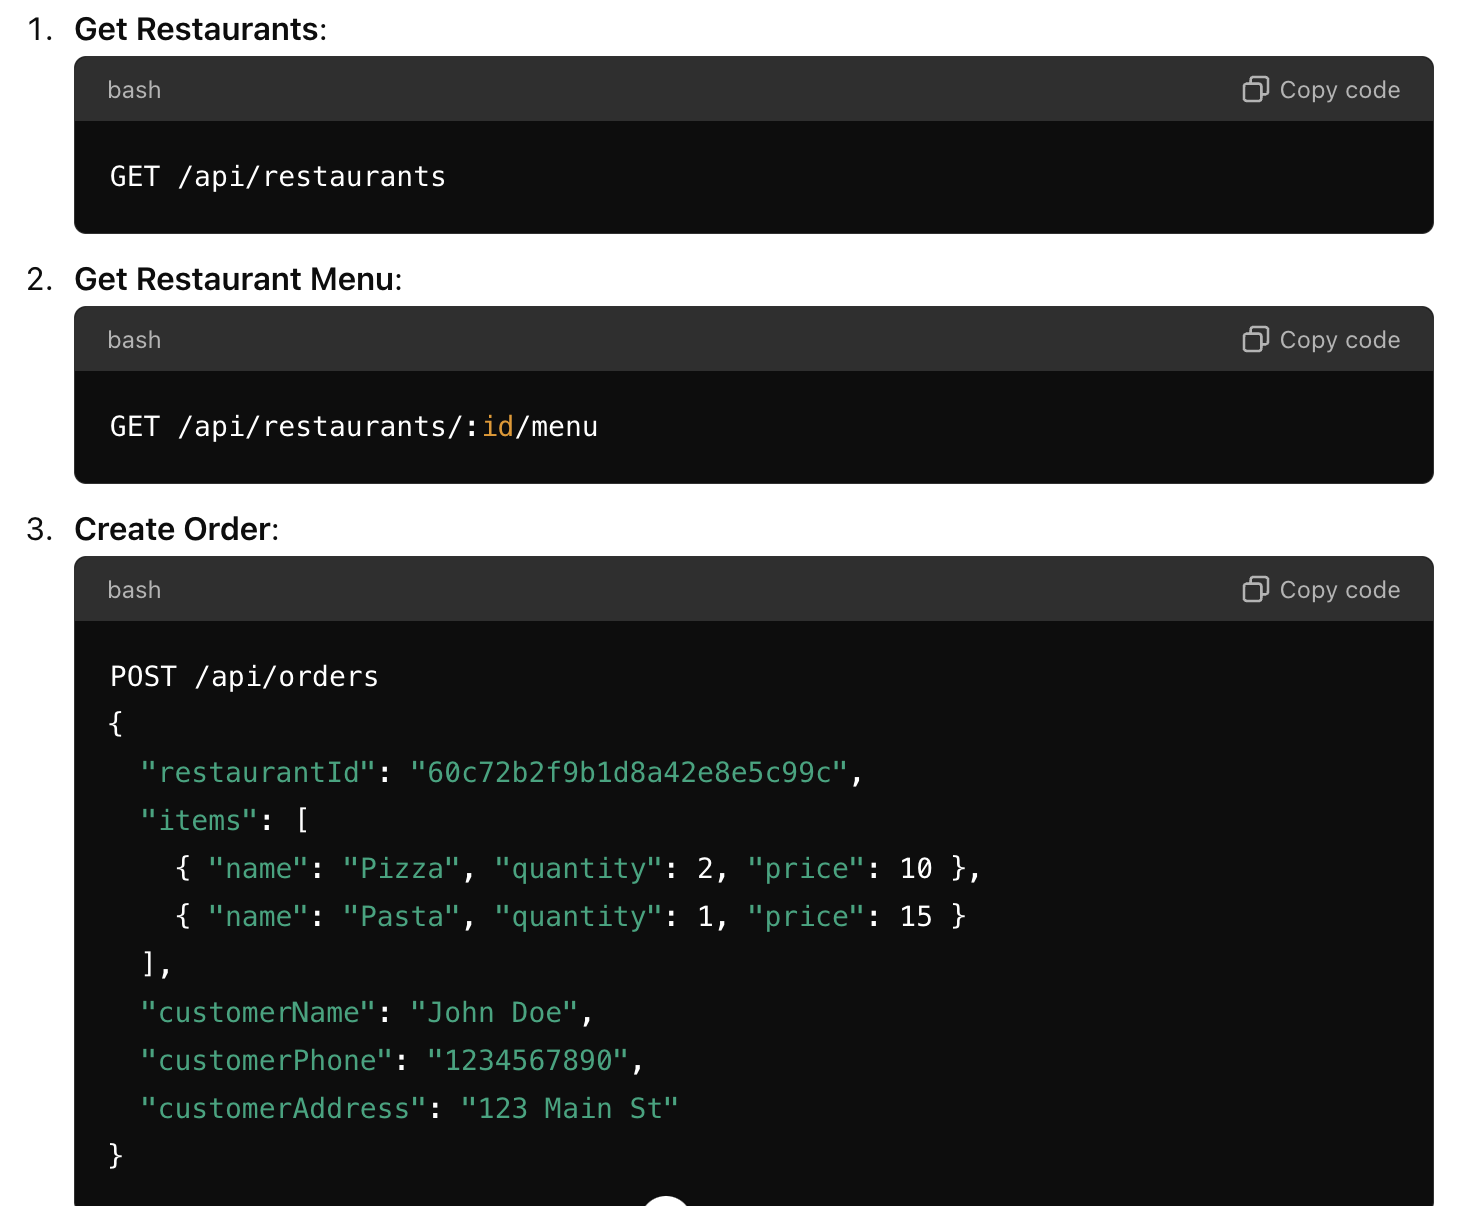 1. Get Restaurants:
bash
Copy code
GET /api/restaurants
2. Get Restaurant Menu:
bash
Copy code
GET /api/restaurants/:id/menu
3. Create Order:
bash
Copy code
POST /api/orders
{
  "restaurantId": "60c72b2f9b1d8a42e8e5c99c",
  "items": [
    { "name": "Pizza", "quantity": 2, "price": 10 },
    { "name": "Pasta", "quantity": 1, "price": 15 }
  ],
  "customerName": "John Doe",
  "customerPhone": "1234567890",
  "customerAddress": "123 Main St"
}